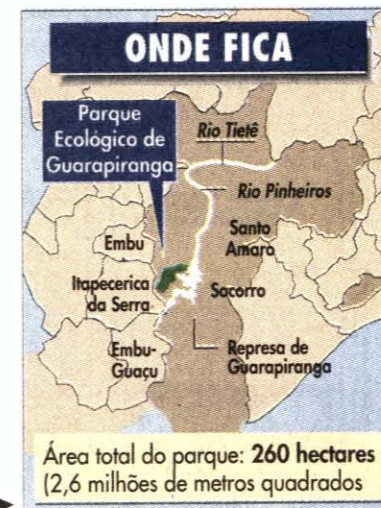 ONDE FICA
Parque
Ecológico de
Guarapiranga
Rio Tietê
Rio Pinheiros
Santo
Amaro
Embu
Itapecerica
da Serra
Socorro
Embu-
Guaçu
Represa de
Guarapiranga
Área total do parque: 260 hectares
(2,6 milhões de metros quadrados